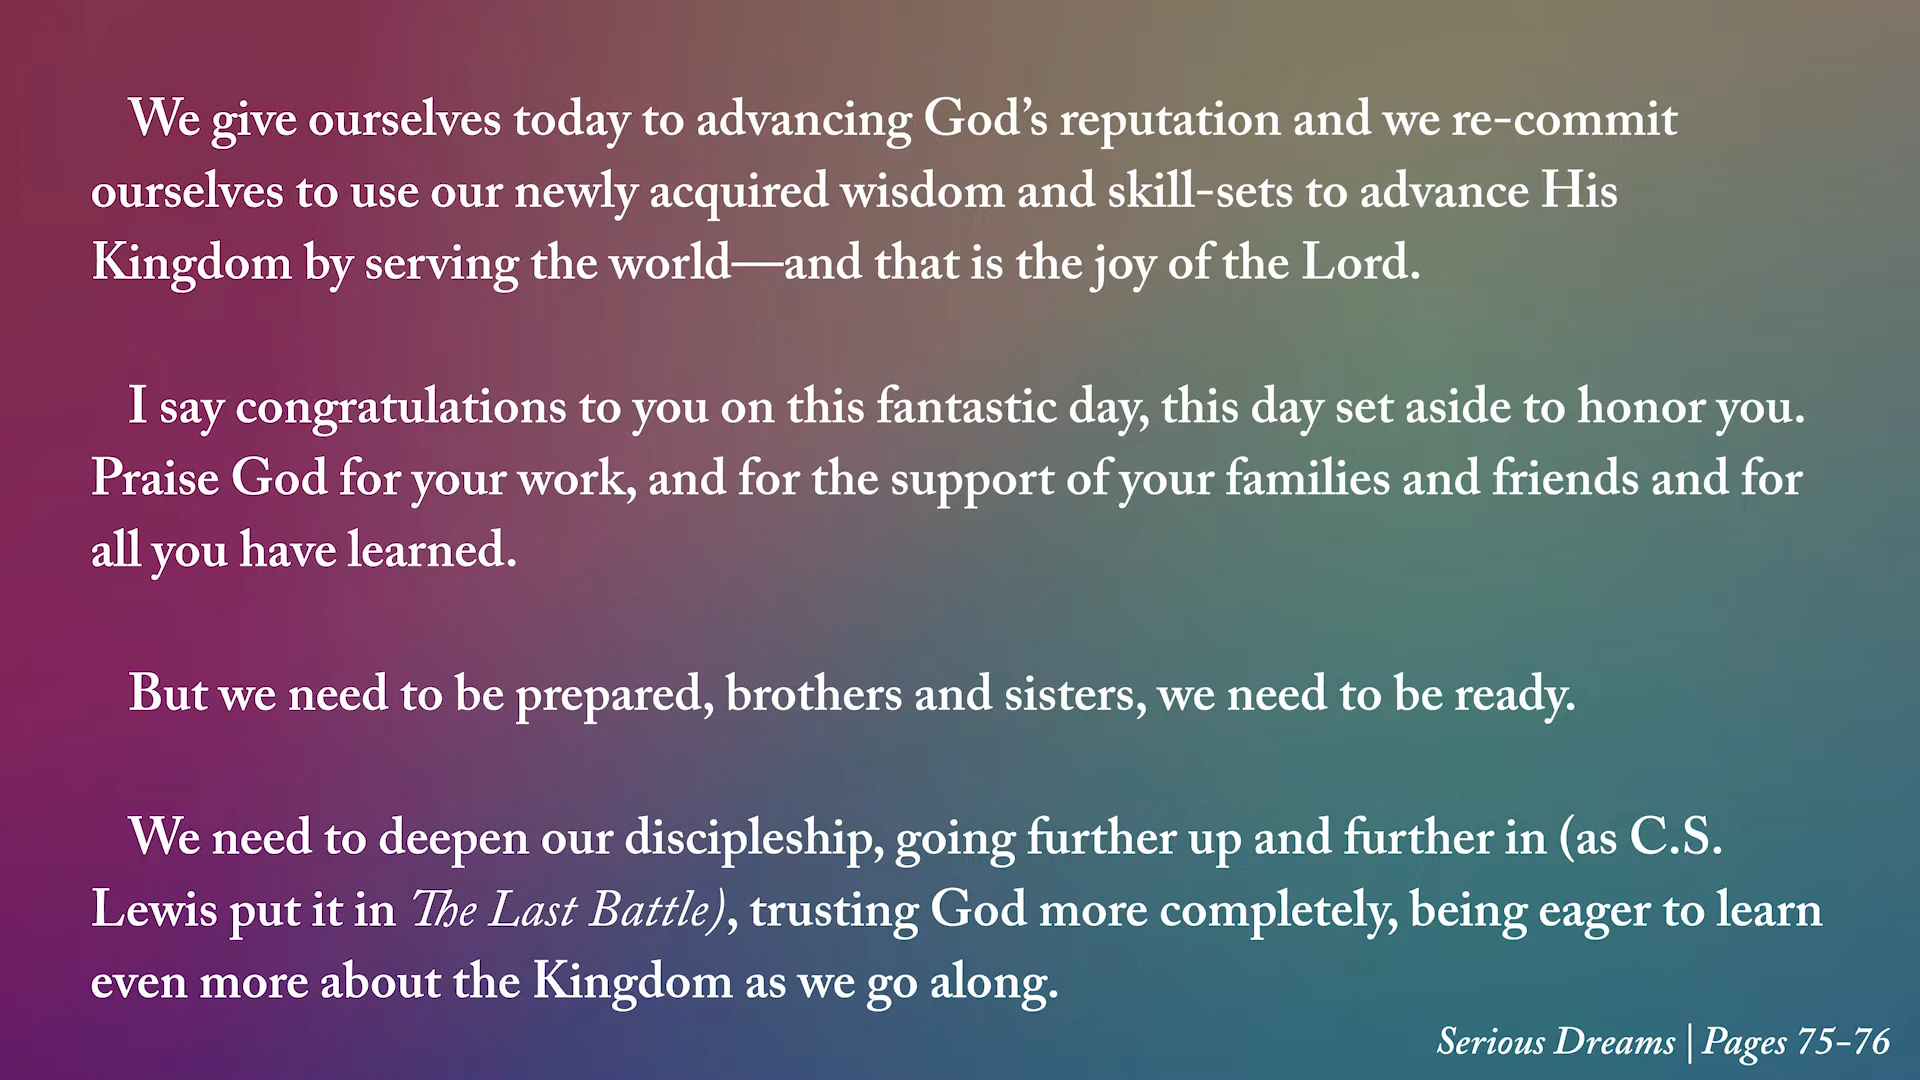 We give ourselves today to advancing God’s reputation and we re-commit
ourselves to use our newly acquired wisdom and skill-sets to advance His
Kingdom by serving the world—and that is the joy of the Lord.
I say congratulations to you on this fantastic day, this day set aside to honor you.
Praise God for your work, and for the support of your families and friends and for
all you have learned.
But we need to be prepared, brothers and sisters, we need to be ready.
We need to deepen our discipleship, going further up and further in (as C.S.
Lewis put it in The Last Battle), trusting God more completely, being eager to learn
even more about the Kingdom as we go along.
Serious Dreams | Pages 75-76